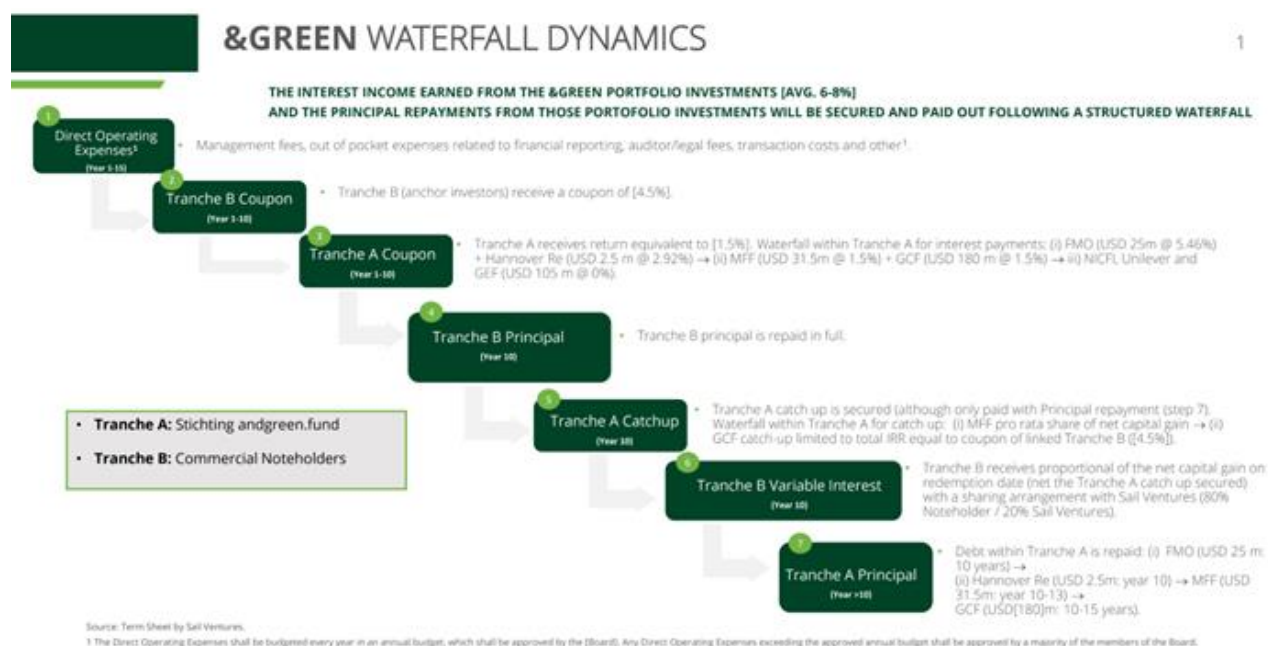 &GREEN WATERFALL DYNAMICS
1
THE INTEREST INCOME EARNED FROM THE &GREEN PORTFOLIO INVESTMENTS [AVG. 6-8%]
AND THE PRINCIPAL REPAYMENTS FROM THOSE PORTOFOLIO INVESTMENTS WILL BE SECURED AND PAID OUT FOLLOWING A STRUCTURED WATERFALL
1
Direct Operating
Expenses¹
(Year 1-15)
• Management fees, out of pocket expenses related to financial reporting, auditor/legal fees, transaction costs and other¹.
2
Tranche B Coupon
(Year 1-10)
• Tranche B (anchor investors) receive a coupon of [4.5%].
3
Tranche A Coupon
(Year 1-10)
• Tranche A receives return equivalent to [1.5%]. Waterfall within Tranche A for interest payments: (i) FMO (USD 25m @ 5.46%)
+ Hannover Re (USD 2.5 m @ 2.92%) → (ii) MFF (USD 31.5m @ 1.5%) + GCF (USD 180 m @ 1.5%) → iii) NICFI, Unilever and
GEF (USD 105 m @ 0%).
4
Tranche B Principal
(Year 10)
• Tranche B principal is repaid in full.
5
Tranche A Catchup
(Year 10)
• Tranche A catch up is secured (although only paid with Principal repayment (step 7).
Waterfall within Tranche A for catch up: (i) MFF pro rata share of net capital gain → (ii)
GCF catch-up limited to total IRR equal to coupon of linked Tranche B ([4.5%]).
• Tranche A: Stichting andgreen.fund
• Tranche B: Commercial Noteholders
6
Tranche B Variable Interest
(Year 10)
• Tranche B receives proportional of the net capital gain on
redemption date (net the Tranche A catch up secured)
with a sharing arrangement with Sail Ventures (80%
Noteholder / 20% Sail Ventures).
7
Tranche A Principal
(Year >10)
• Debt within Tranche A is repaid: (i) FMO (USD 25 m:
10 years) →
(ii) Hannover Re (USD 2.5m: year 10) → MFF (USD
31.5m: year 10-13) →
GCF (USD[180]m: 10-15 years).
Source: Term Sheet by Sail Ventures.
1 The Direct Operating Expenses shall be budgeted every year in an annual budget, which shall be approved by the [Board]. Any Direct Operating Expenses exceeding the approved annual budget shall be approved by a majority of the members of the Board.